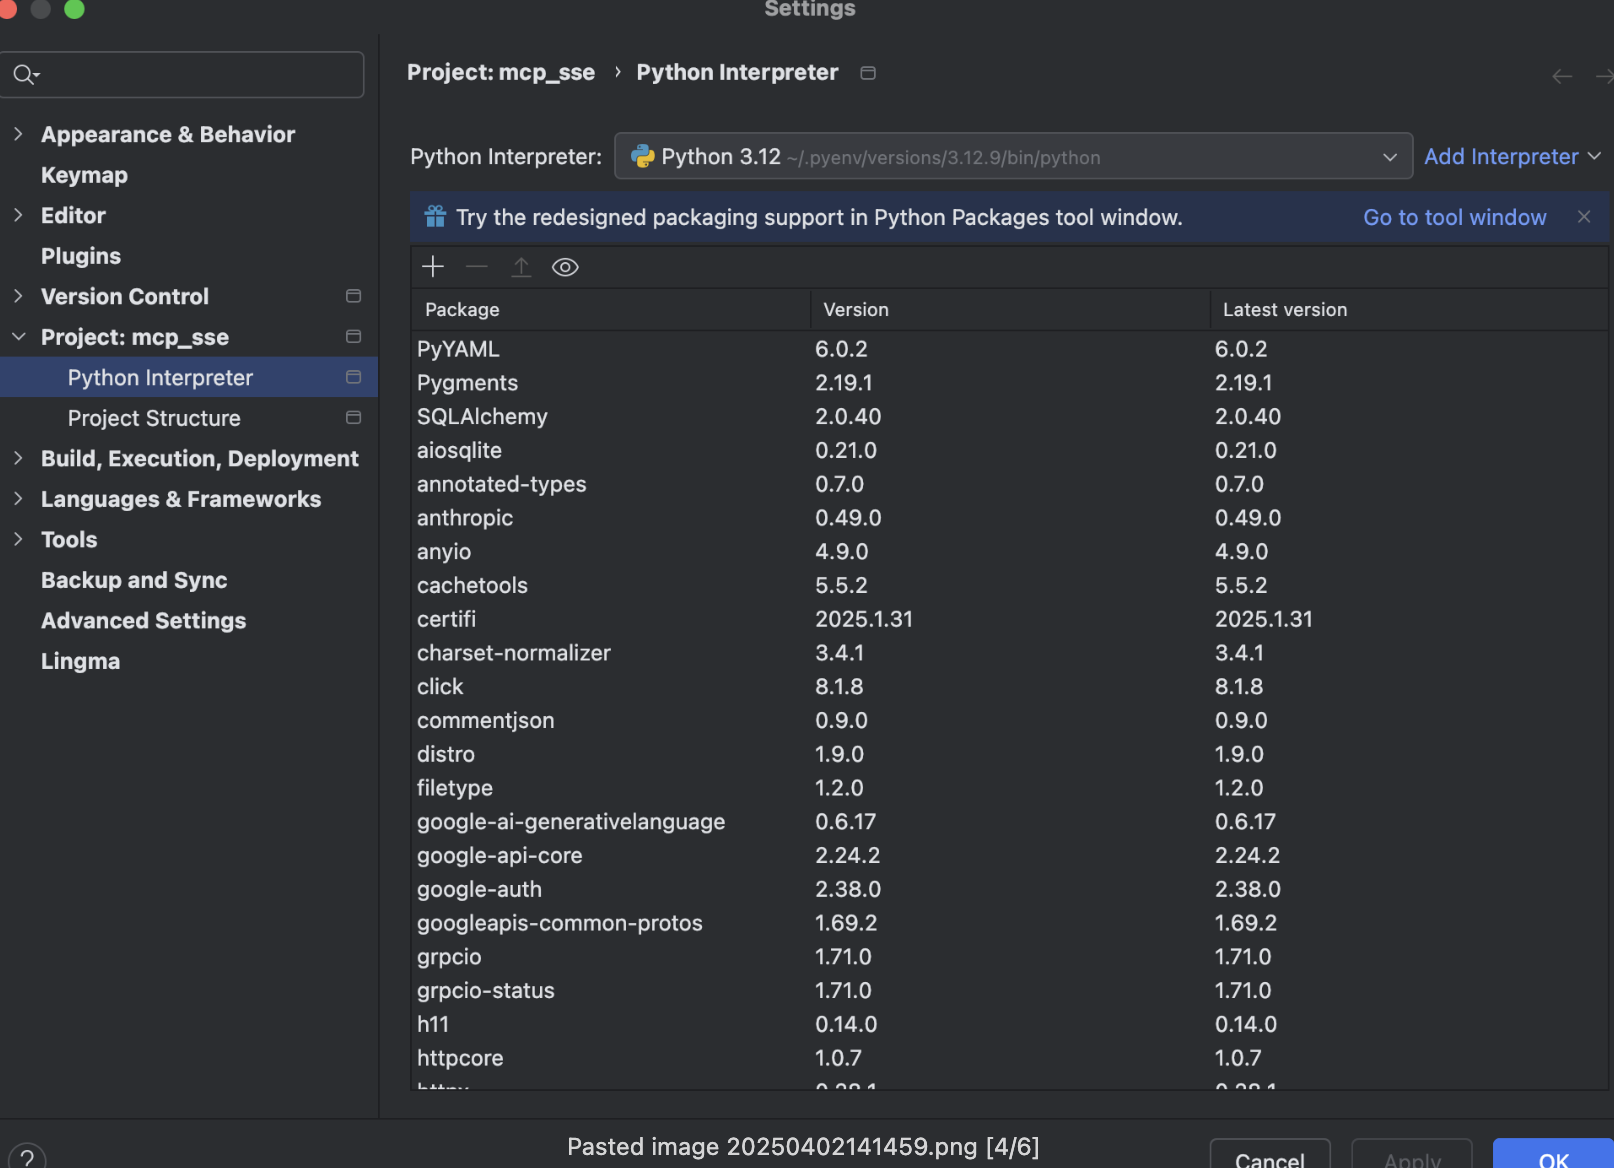 Settings
Project: mcp_sse › Python Interpreter
Appearance & Behavior
Keymap
Editor
Plugins
Version Control
Project: mcp_sse
Python Interpreter
Project Structure
Build, Execution, Deployment
Languages & Frameworks
Tools
Backup and Sync
Advanced Settings
Lingma
Python Interpreter: Python 3.12 ~/.pyenv/versions/3.12.9/bin/python Add Interpreter
Try the redesigned packaging support in Python Packages tool window. Go to tool window
Package Version Latest version
PyYAML 6.0.2 6.0.2
Pygments 2.19.1 2.19.1
SQLAlchemy 2.0.40 2.0.40
aiosqlite 0.21.0 0.21.0
annotated-types 0.7.0 0.7.0
anthropic 0.49.0 0.49.0
anyio 4.9.0 4.9.0
cachetools 5.5.2 5.5.2
certifi 2025.1.31 2025.1.31
charset-normalizer 3.4.1 3.4.1
click 8.1.8 8.1.8
commentjson 0.9.0 0.9.0
distro 1.9.0 1.9.0
filetype 1.2.0 1.2.0
google-ai-generativelanguage 0.6.17 0.6.17
google-api-core 2.24.2 2.24.2
google-auth 2.38.0 2.38.0
googleapis-common-protos 1.69.2 1.69.2
grpcio 1.71.0 1.71.0
grpcio-status 1.71.0 1.71.0
h11 0.14.0 0.14.0
httpcore 1.0.7 1.0.7
httpx 0.28.1 0.28.1
?
Pasted image 20250402141459.png [4/6]
Cancel Apply OK